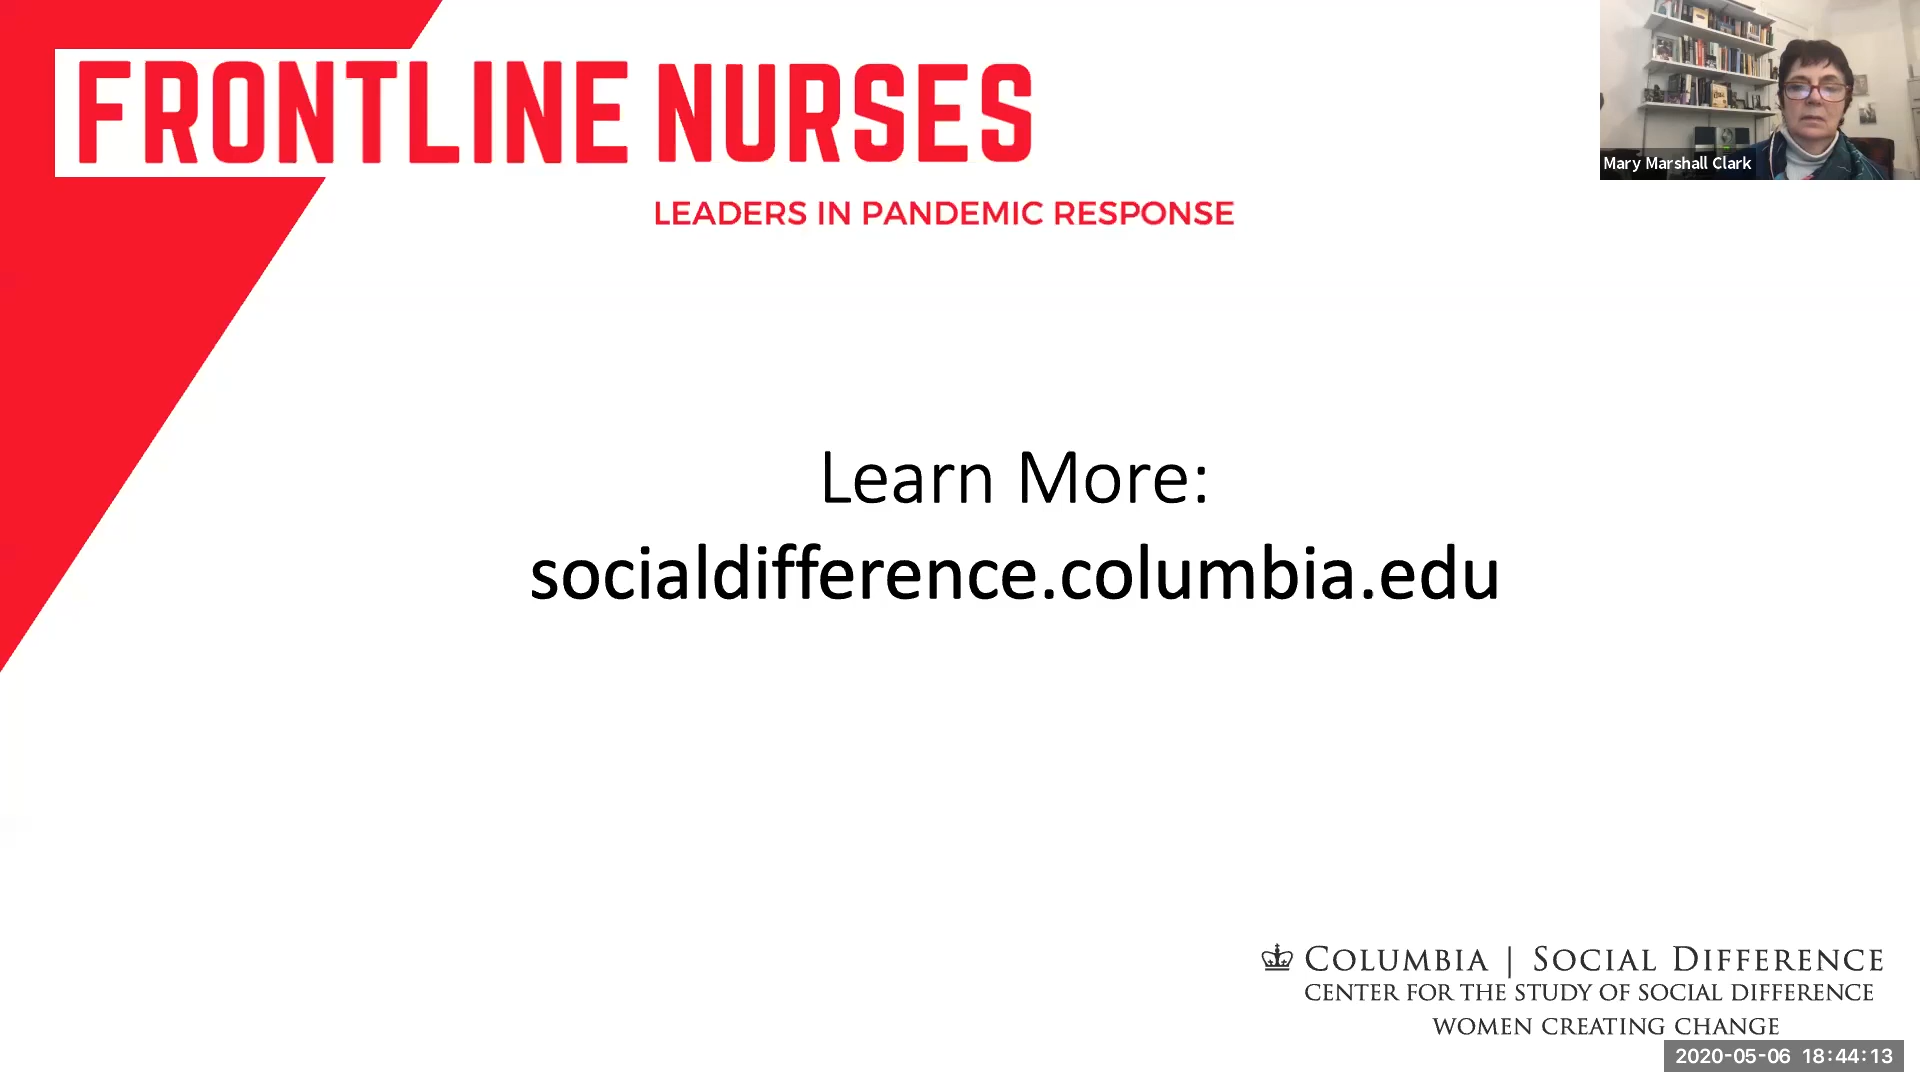 FRONTLINE NURSES
LEADERS IN PANDEMIC RESPONSE
Mary Marshall Clark
Learn More:
socialdifference.columbia.edu
COLUMBIA | SOCIAL DIFFERENCE
CENTER FOR THE STUDY OF SOCIAL DIFFERENCE
WOMEN CREATING CHANGE
2020-05-06 18:44:13